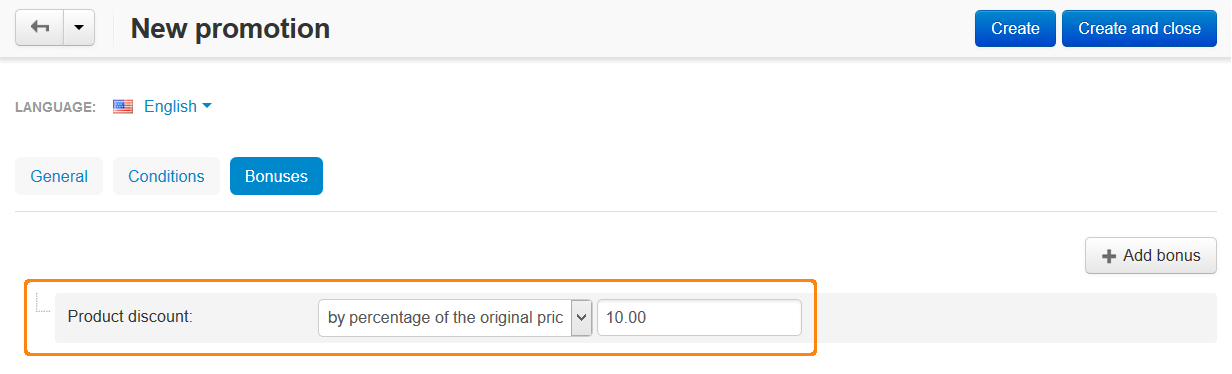 New promotion
Create
Create and close
LANGUAGE: English
General
Conditions
Bonuses
Add bonus
Product discount: by percentage of the original pric 10.00